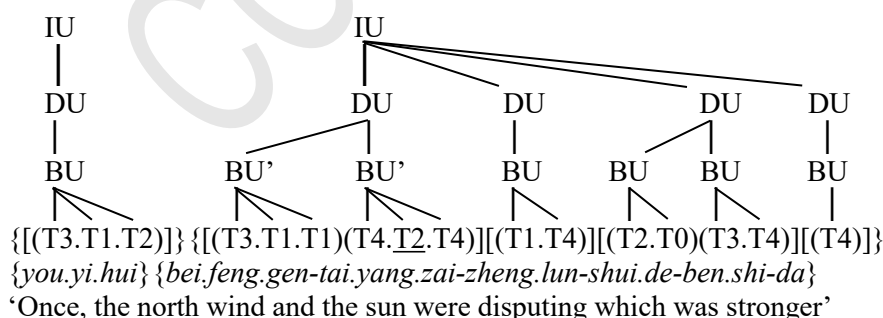 IU IU
DU DU DU DU DU
BU BU’ BU’ BU BU BU BU
{[(T3.T1.T2)]}{[(T3.T1.T1)(T4.T2.T4)][(T1.T4)][(T2.T0)(T3.T4)][(T4)]}
{you.yi.hui}{bei.feng.gen-tai.yang.zai-zheng.lun-shui.de-ben.shi-da}
‘Once, the north wind and the sun were disputing which was stronger’